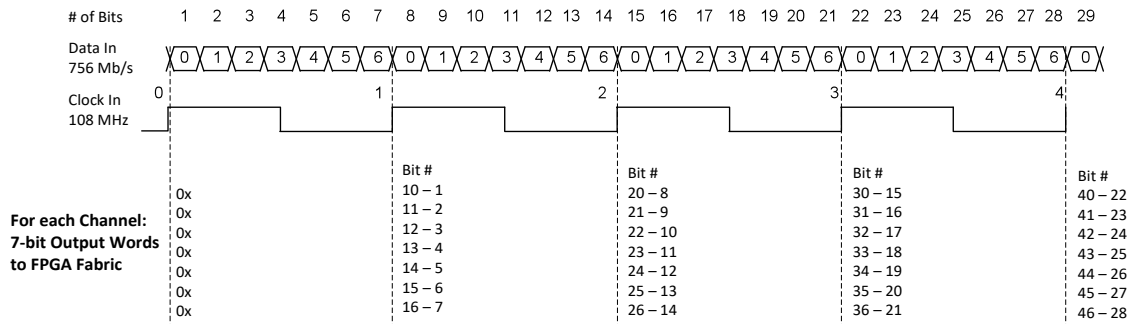 # of Bits 1 2 3 4 5 6 7 8 9 10 11 12 13 14 15 16 17 18 19 20 21 22 23 24 25 26 27 28 29
Data In
756 Mb/s
0 1 2 3 4 5 6 0 1 2 3 4 5 6 0 1 2 3 4 5 6 0 1 2 3 4 5 6 0
Clock In
108 MHz
0 1 2 3 4
For each Channel:
7-bit Output Words
to FPGA Fabric
0x
0x
0x
0x
0x
0x
0x
Bit #
10 – 1
11 – 2
12 – 3
13 – 4
14 – 5
15 – 6
16 – 7
Bit #
20 – 8
21 – 9
22 – 10
23 – 11
24 – 12
25 – 13
26 – 14
Bit #
30 – 15
31 – 16
32 – 17
33 – 18
34 – 19
35 – 20
36 – 21
Bit #
40 – 22
41 – 23
42 – 24
43 – 25
44 – 26
45 – 27
46 – 28